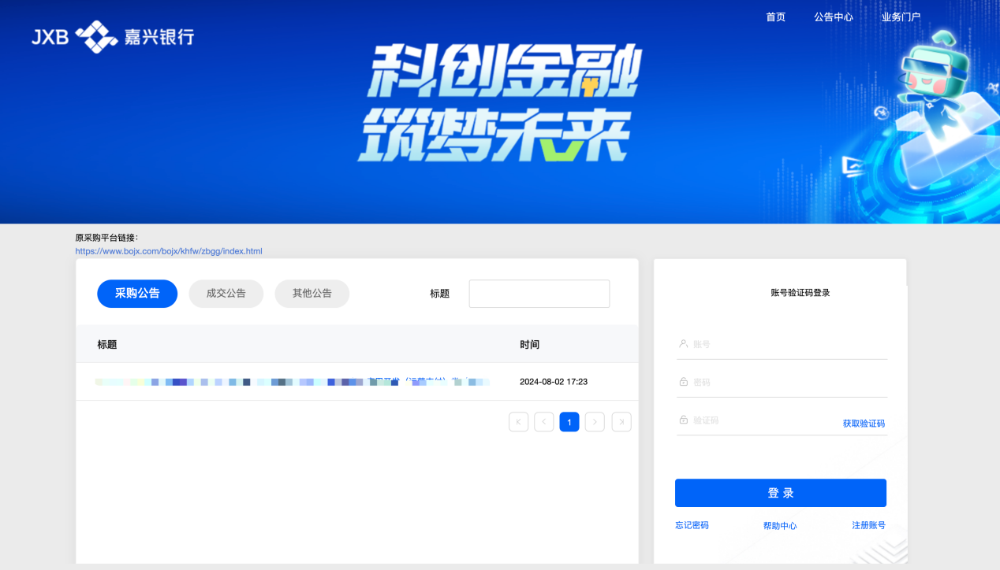 首页 公告中心 业务门户
JXB 嘉兴银行
科创金融
筑梦未来
原采购平台链接：
https://www.bojx.com/bojx/khfw/zbgg/index.html
采购公告 成交公告 其他公告 标题
标题 时间
2024-08-02 17:23
1
账号验证码登录
账号
密码
验证码 获取验证码
登 录
忘记密码 帮助中心 注册账号